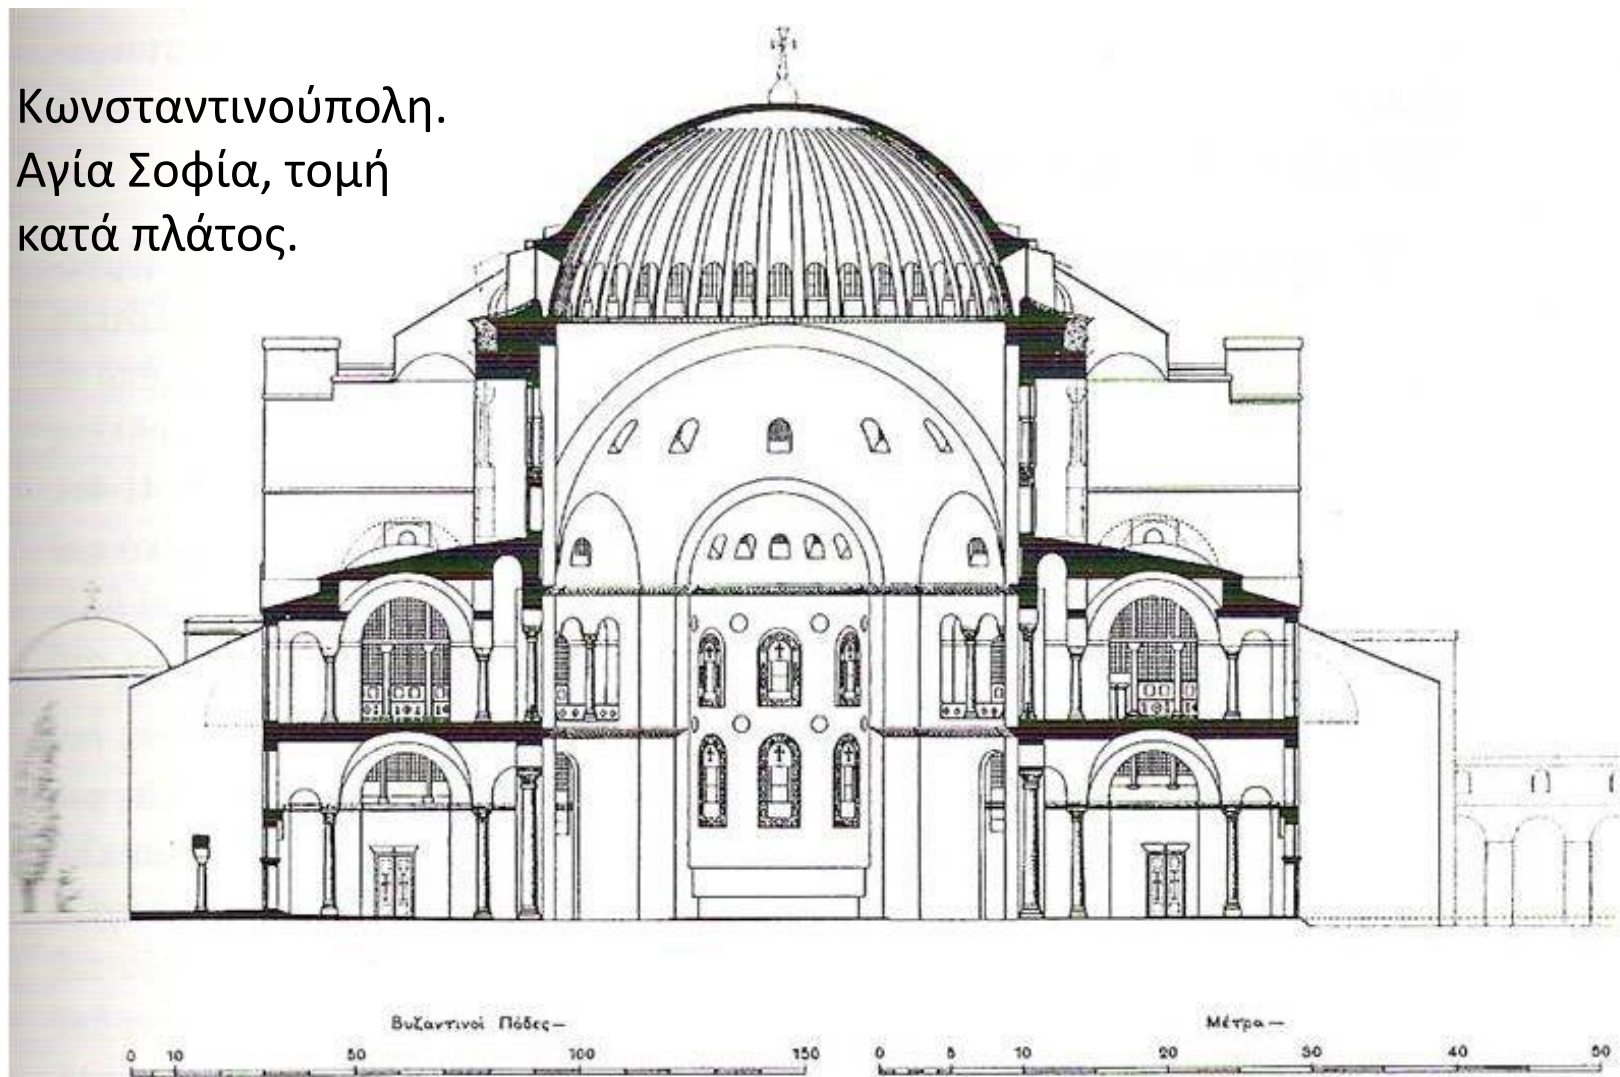 Κωνσταντινούπολη.
Αγία Σοφία, τομή
κατά πλάτος.
Βυζαντινοί Πόδες—
Μέτρα—
0 10 50 100 150
0 5 10 20 30 40 50